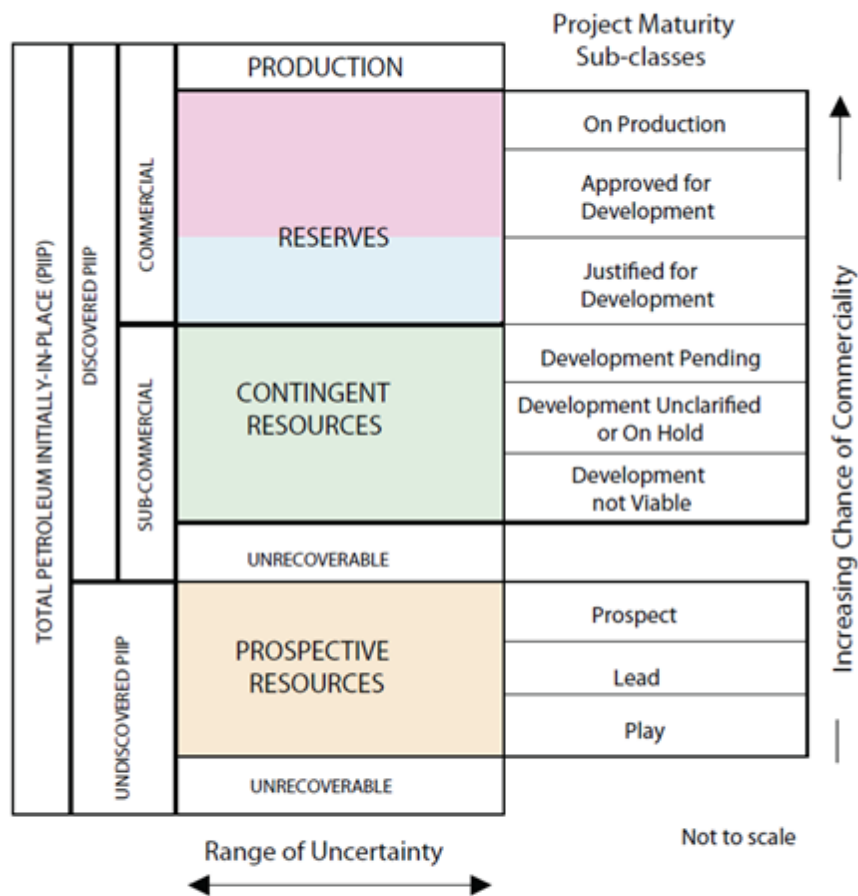 Project Maturity
Sub-classes
PRODUCTION
On Production
Approved for
Development
RESERVES
Justified for
Development
COMMERCIAL
DISCOVERED PIIP
TOTAL PETROLEUM INITIALLY-IN-PLACE (PIIP)
Development Pending
CONTINGENT
RESOURCES
Development Unclarified
or On Hold
Development
not Viable
SUB-COMMERCIAL
UNRECOVERABLE
Prospect
PROSPECTIVE
RESOURCES
Lead
Play
UNDISCOVERED PIIP
UNRECOVERABLE
Increasing Chance of Commerciality
Range of Uncertainty
Not to scale